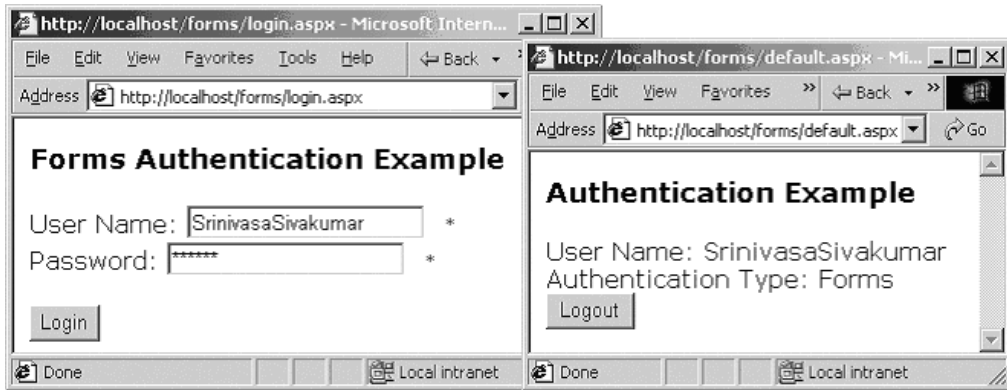 http://localhost/forms/login.aspx - Microsoft Intern...
File Edit View Favorites Tools Help Back
Address http://localhost/forms/login.aspx
Forms Authentication Example
User Name: SrinivasaSivakumar *
Password: ****** *
Login
Done Local intranet
http://localhost/forms/default.aspx - Mi...
File Edit View Favorites » Back »
Address http://localhost/forms/default.aspx Go
Authentication Example
User Name: SrinivasaSivakumar
Authentication Type: Forms
Logout
Done Local intranet